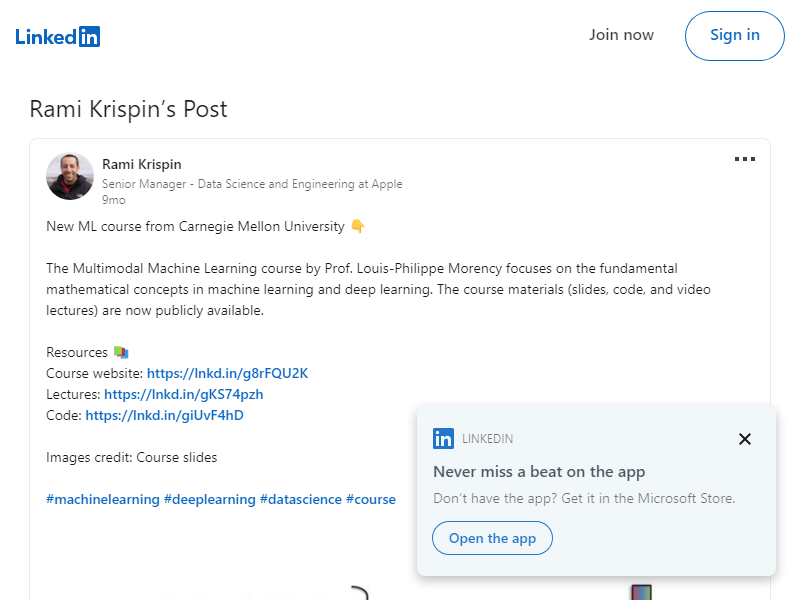 LinkedIn
Join now
Sign in
Rami Krispin’s Post
Rami Krispin
Senior Manager - Data Science and Engineering at Apple
9mo
New ML course from Carnegie Mellon University 👇
The Multimodal Machine Learning course by Prof. Louis-Philippe Morency focuses on the fundamental
mathematical concepts in machine learning and deep learning. The course materials (slides, code, and video
lectures) are now publicly available.
Resources 📚
Course website: https://lnkd.in/g8rFQU2K
Lectures: https://lnkd.in/gKS74pzh
Code: https://lnkd.in/giUvF4hD
Images credit: Course slides
#machinelearning #deeplearning #datascience #course
in LINKEDIN
Never miss a beat on the app
Don’t have the app? Get it in the Microsoft Store.
Open the app